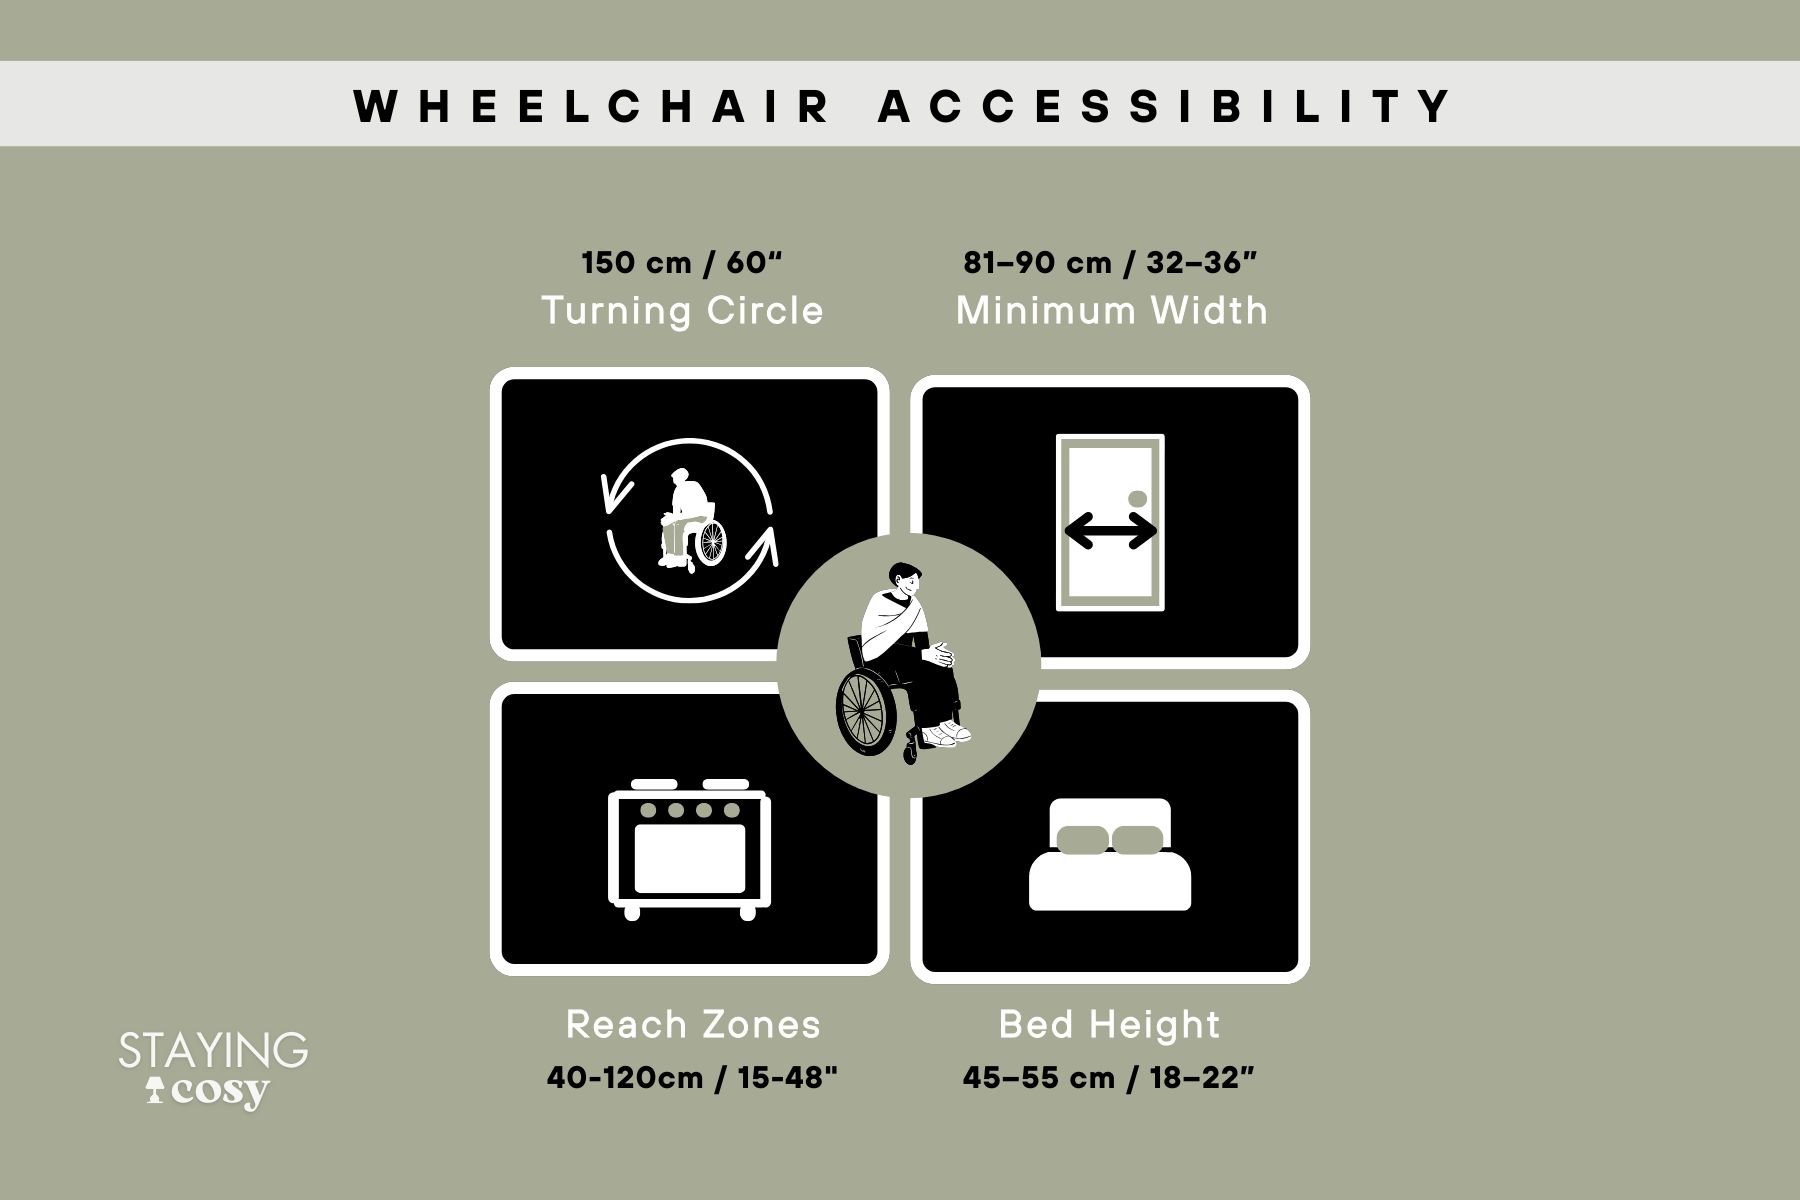 WHEELCHAIR ACCESSIBILITY
150 cm / 60“
Turning Circle
81–90 cm / 32–36”
Minimum Width
Reach Zones
40-120cm / 15-48"
Bed Height
45–55 cm / 18–22”
STAYING
cosy